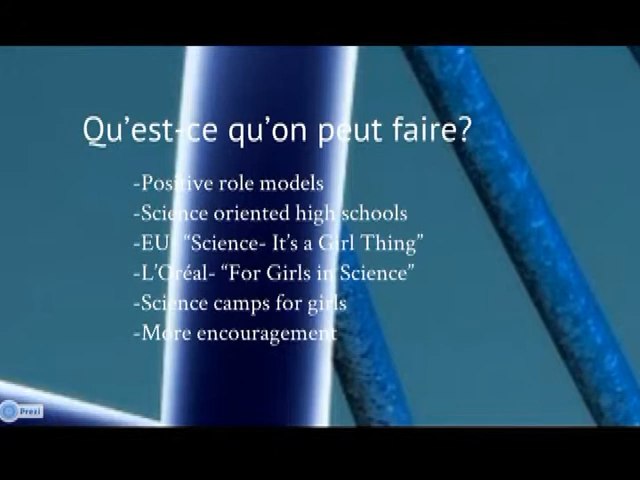 Qu'est-ce qu'on peut faire?
-Positive role models
-Science oriented high schools
-EU- “Science- It's a Girl Thing”
-L'Oréal- “For Girls in Science”
-Science camps for girls
-More encouragement
Prezi